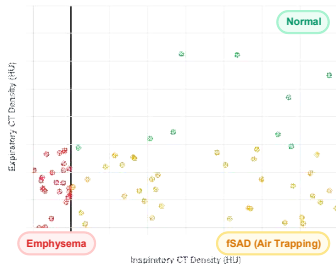 Normal
Expiratory CT Density (HU)
Emphysema
fSAD (Air Trapping)
Inspiratory CT Density (HU)